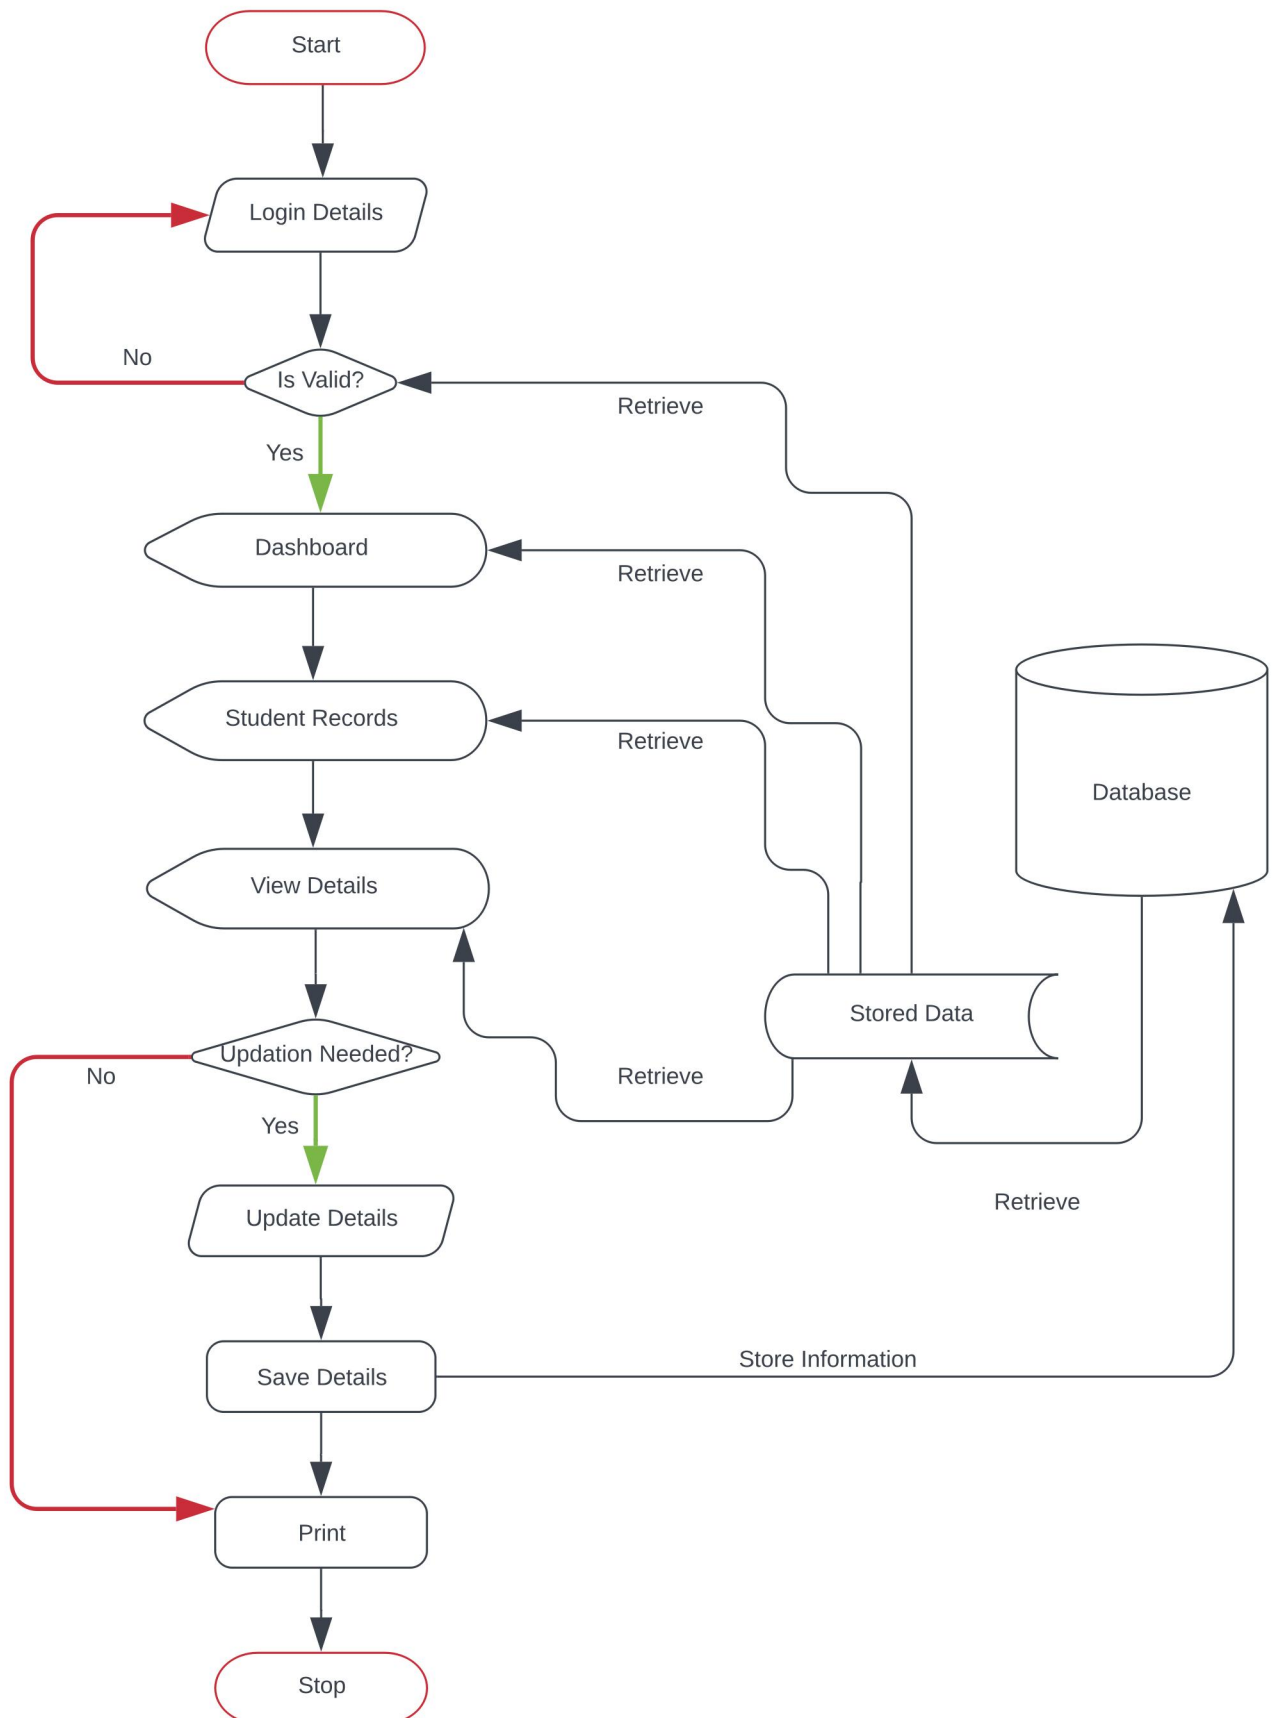 Start
Login Details
No
Is Valid?
Retrieve
Yes
Dashboard
Retrieve
Student Records
Retrieve
Database
View Details
Stored Data
Updation Needed?
No
Retrieve
Yes
Retrieve
Update Details
Store Information
Save Details
Print
Stop